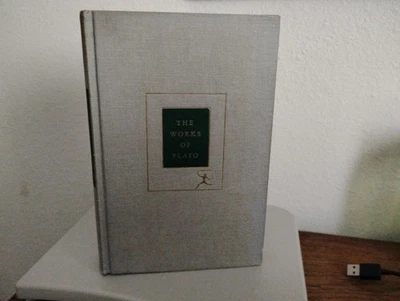 THE
WORKS
OF
PLATO